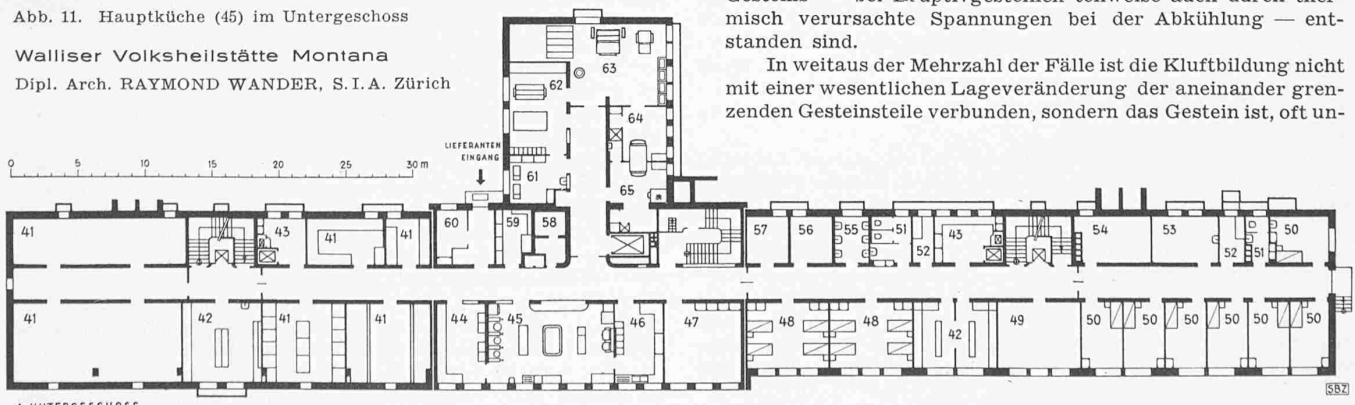 Abb. 11. Hauptküche (45) im Untergeschoss
Walliser Volksheilstätte Montana
Dipl. Arch. RAYMOND WANDER, S.I.A. Zürich
misch verursachte Spannungen bei der Abkühlung — ent-
standen sind.
In weitaus der Mehrzahl der Fälle ist die Kluftbildung nicht
mit einer wesentlichen Lageveränderung der aneinander gren-
zenden Gesteinsteile verbunden, sondern das Gestein ist, oft un-
0 5 10 15 20 25 30 m
LIEFERANTEN
EINGANG
63
62
64
61
65
41 43 41 41 60 59 58 57 56 55 51 52 43 54 53 52 51 50
41 42 41 41 44 45 46 47 48 48 42 49 50 50 50 50 50 50
SBZ